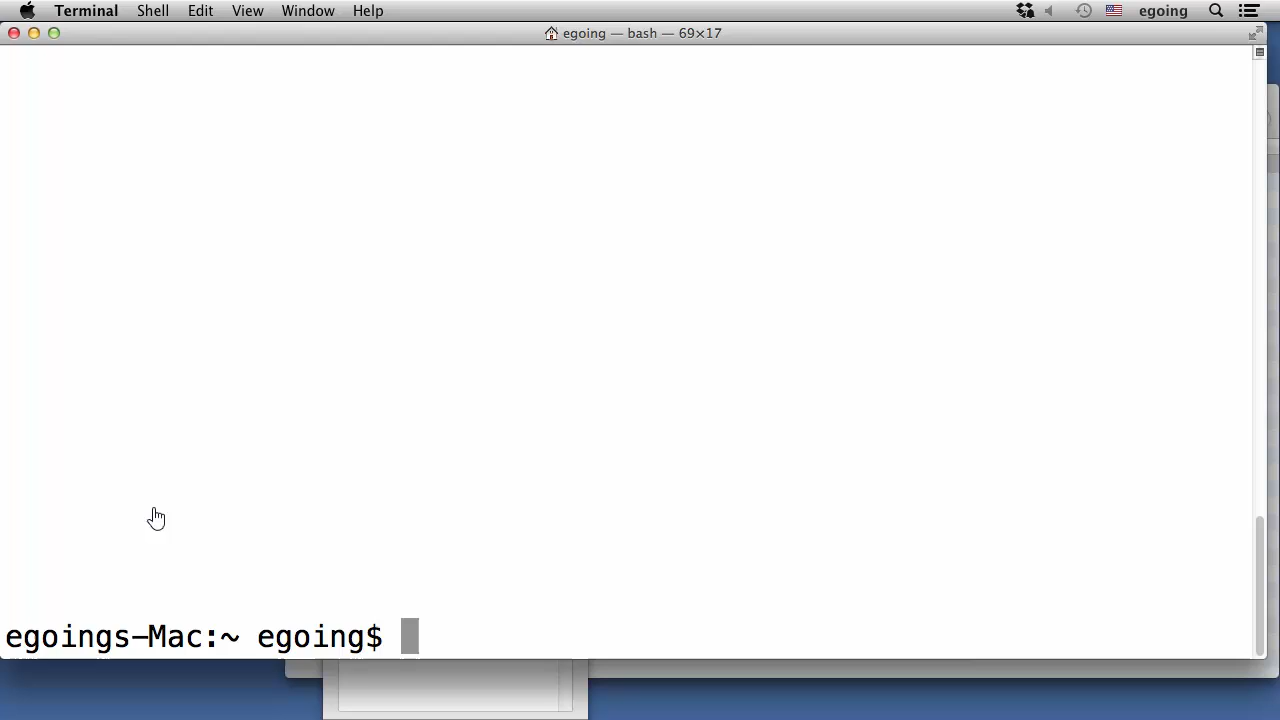 Terminal Shell Edit View Window Help egoing
egoing — bash — 69×17
egoings-Mac:~ egoing$